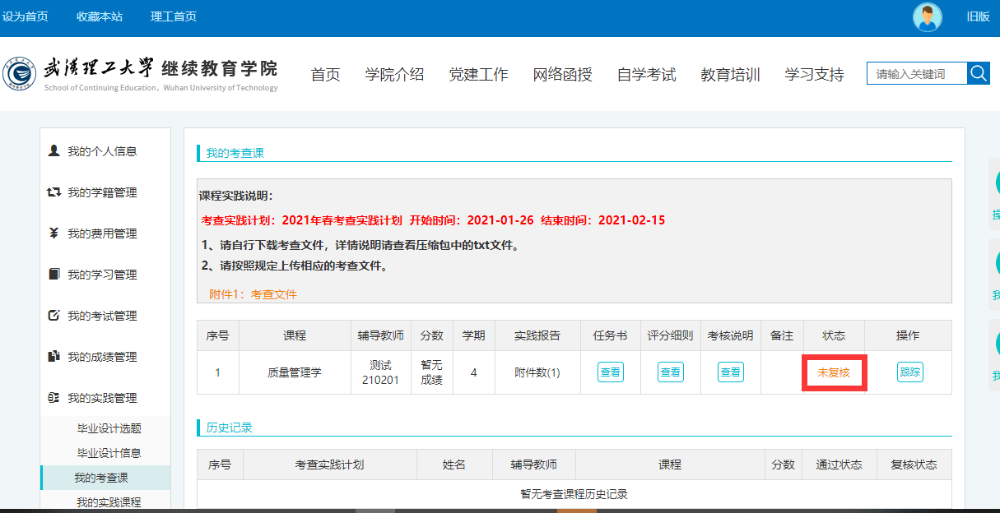 设为首页 收藏本站 理工首页 旧版
武汉理工大学 继续教育学院
School of Continuing Education，Wuhan University of Technology
首页 学院介绍 党建工作 网络函授 自学考试 教育培训 学习支持 请输入关键词
我的个人信息
我的学籍管理
我的费用管理
我的学习管理
我的考试管理
我的成绩管理
我的实践管理
毕业设计选题
毕业设计信息
我的考查课
我的实践课程
我的考查课
课程实践说明：
考查实践计划：2021年春考查实践计划 开始时间：2021-01-26 结束时间：2021-02-15
1、请自行下载考查文件，详情说明请查看压缩包中的txt文件。
2、请按照规定上传相应的考查文件。
附件1：考查文件
序号 课程 辅导教师 分数 学期 实践报告 任务书 评分细则 考核说明 备注 状态 操作
1 质量管理学 测试210201 暂无成绩 4 附件数(1) 查看 查看 查看 未复核 跟踪
历史记录
序号 考查实践计划 姓名 辅导教师 课程 分数 通过状态 复核状态
暂无考查课程历史记录